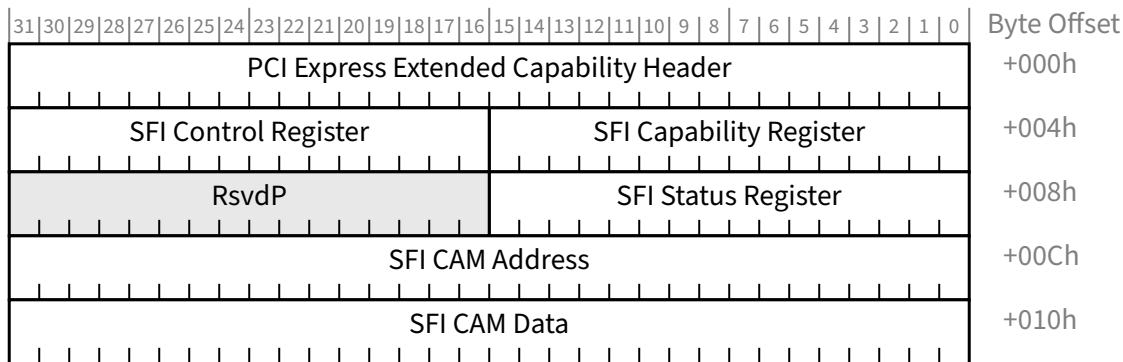 31 30 29 28 27 26 25 24 23 22 21 20 19 18 17 16 15 14 13 12 11 10 9 8 7 6 5 4 3 2 1 0 Byte Offset
PCI Express Extended Capability Header +000h
SFI Control Register SFI Capability Register +004h
RsvdP SFI Status Register +008h
SFI CAM Address +00Ch
SFI CAM Data +010h